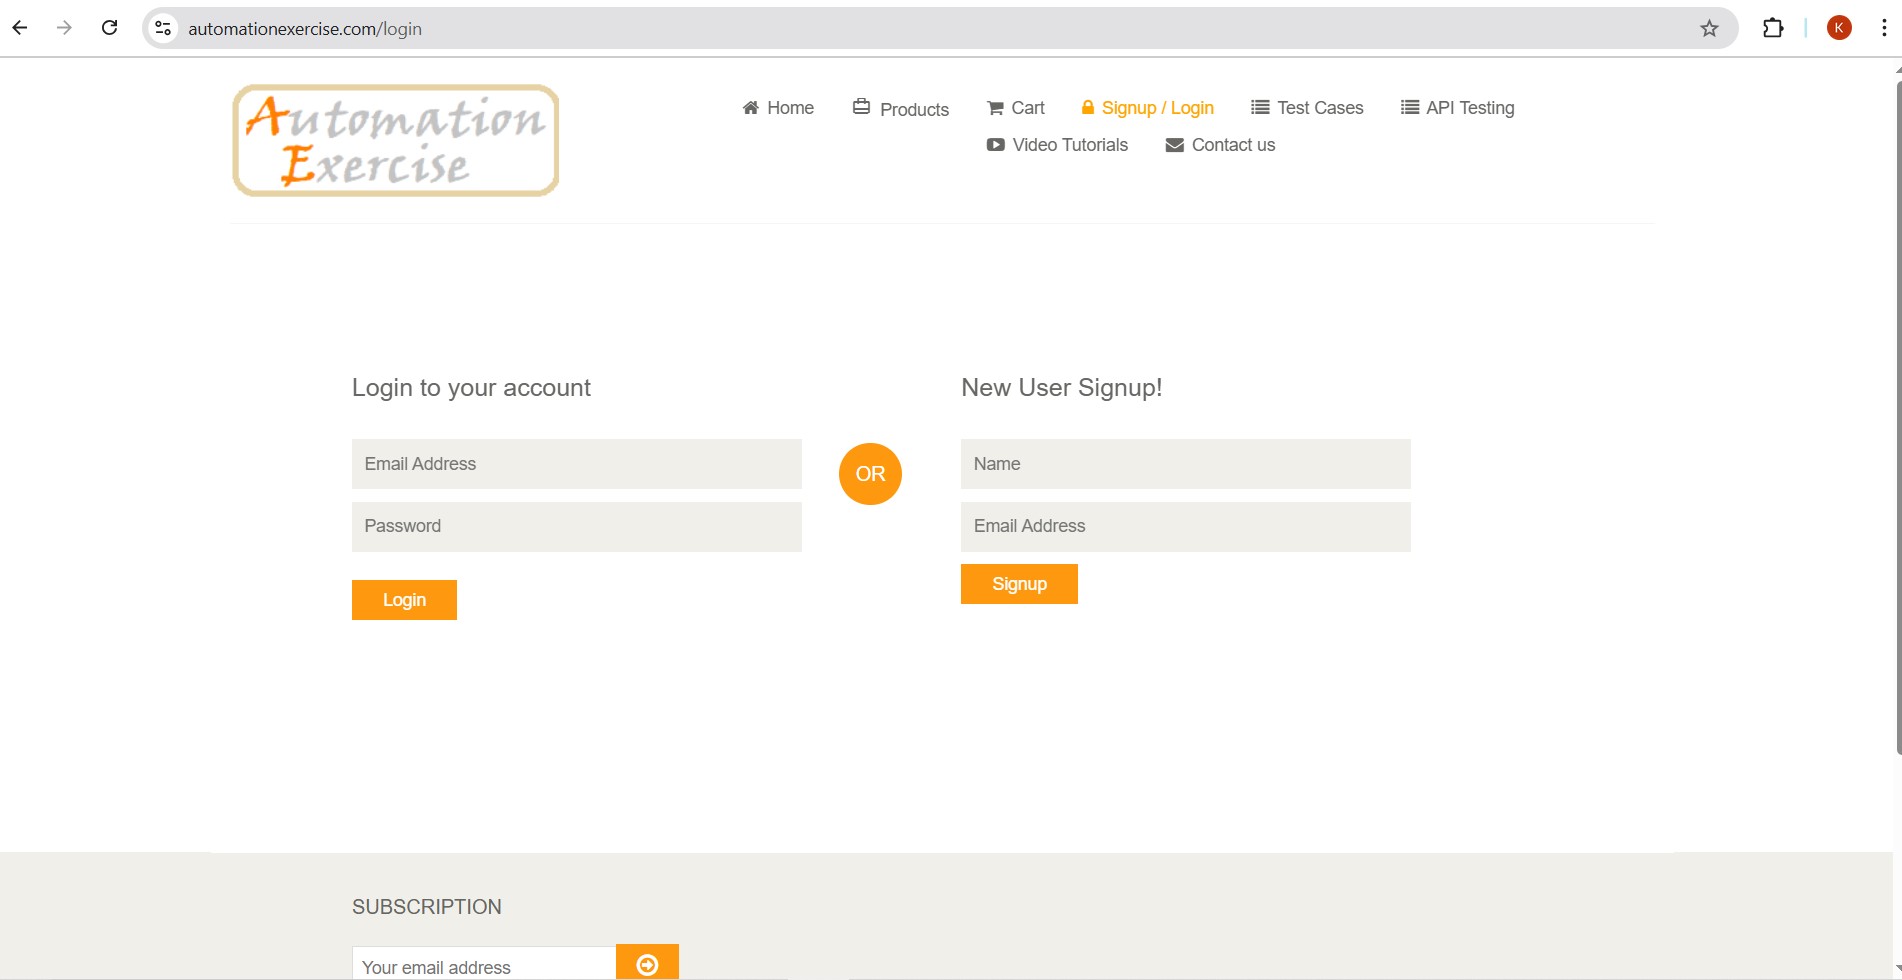 automationexercise.com/login
K
Automation
Exercise
Home Products Cart Signup / Login Test Cases API Testing
Video Tutorials Contact us
Login to your account
Email Address
Password
Login
OR
New User Signup!
Name
Email Address
Signup
SUBSCRIPTION
Your email address